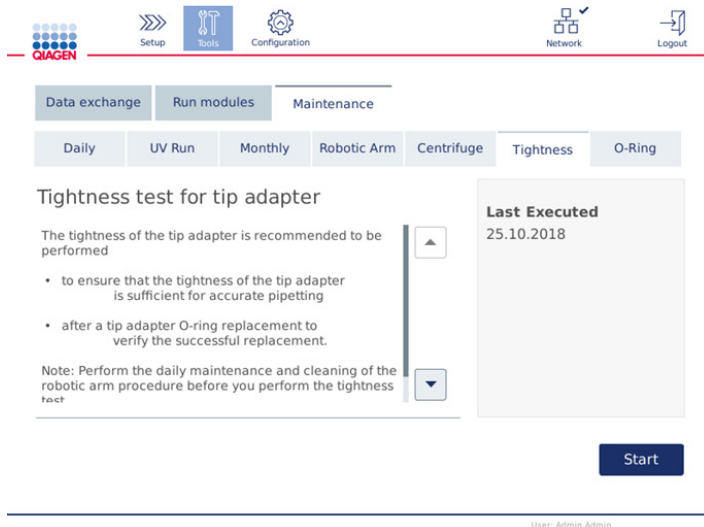 QIAGEN
Setup
Tools
Configuration
Network
Logout
Data exchange
Run modules
Maintenance
Daily
UV Run
Monthly
Robotic Arm
Centrifuge
Tightness
O-Ring
Tightness test for tip adapter
The tightness of the tip adapter is recommended to be
performed
• to ensure that the tightness of the tip adapter
is sufficient for accurate pipetting
• after a tip adapter O-ring replacement to
verify the successful replacement.
Note: Perform the daily maintenance and cleaning of the
robotic arm procedure before you perform the tightness
test
Last Executed
25.10.2018
Start
User: Admin Admin